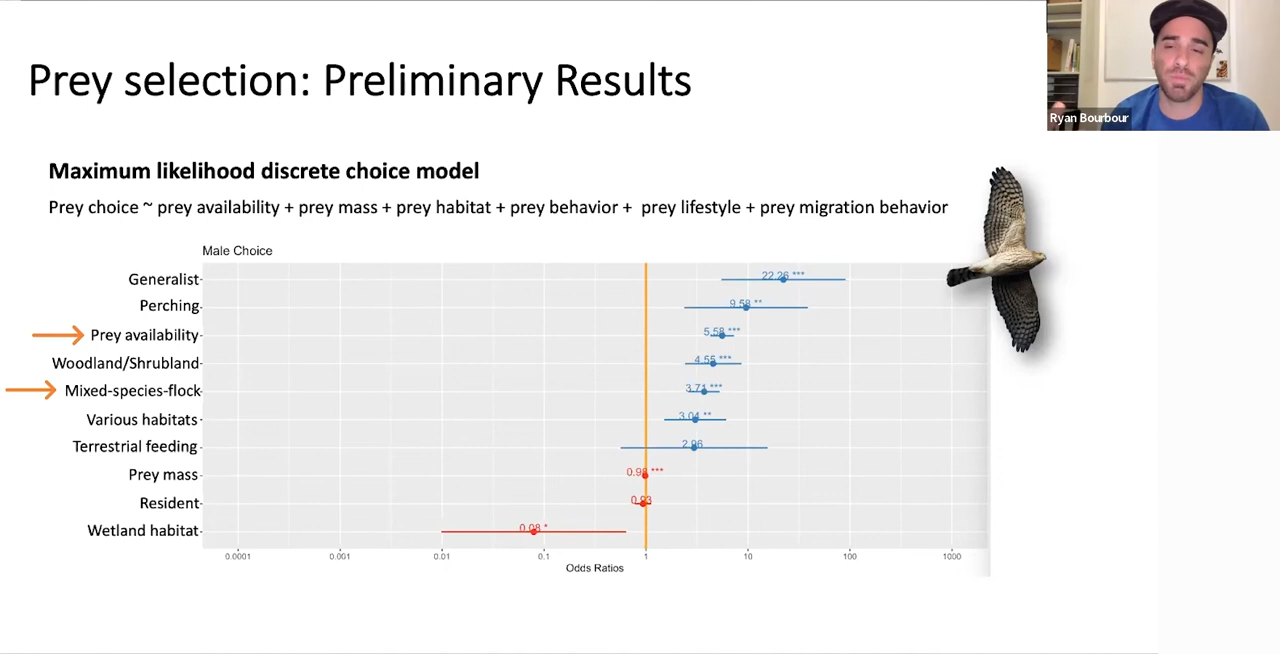 Prey selection: Preliminary Results
Ryan Bourbour
Maximum likelihood discrete choice model
Prey choice ~ prey availability + prey mass + prey habitat + prey behavior + prey lifestyle + prey migration behavior
Male Choice
Generalist
22.26 ***
Perching
9.58 **
Prey availability
5.58 ***
Woodland/Shrubland
4.55 ***
Mixed-species-flock
3.71 ***
Various habitats
3.04 **
Terrestrial feeding
2.96
Prey mass
0.98 ***
Resident
0.93
Wetland habitat
0.08 *
0.0001 0.001 0.01 0.1 1 10 100 1000
Odds Ratios